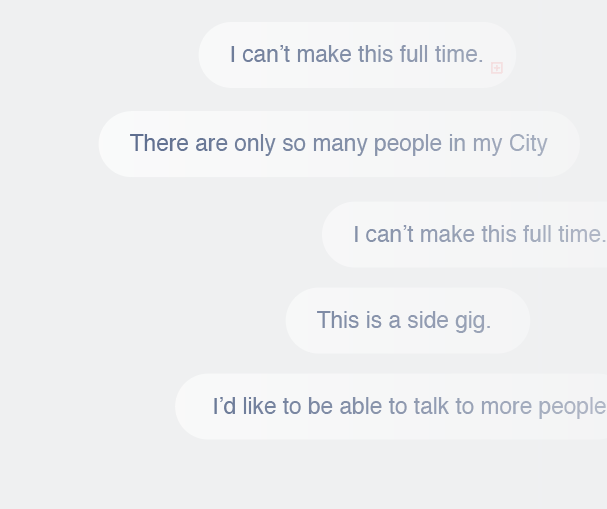 I can’t make this full time.
There are only so many people in my City
I can’t make this full time.
This is a side gig.
I’d like to be able to talk to more people